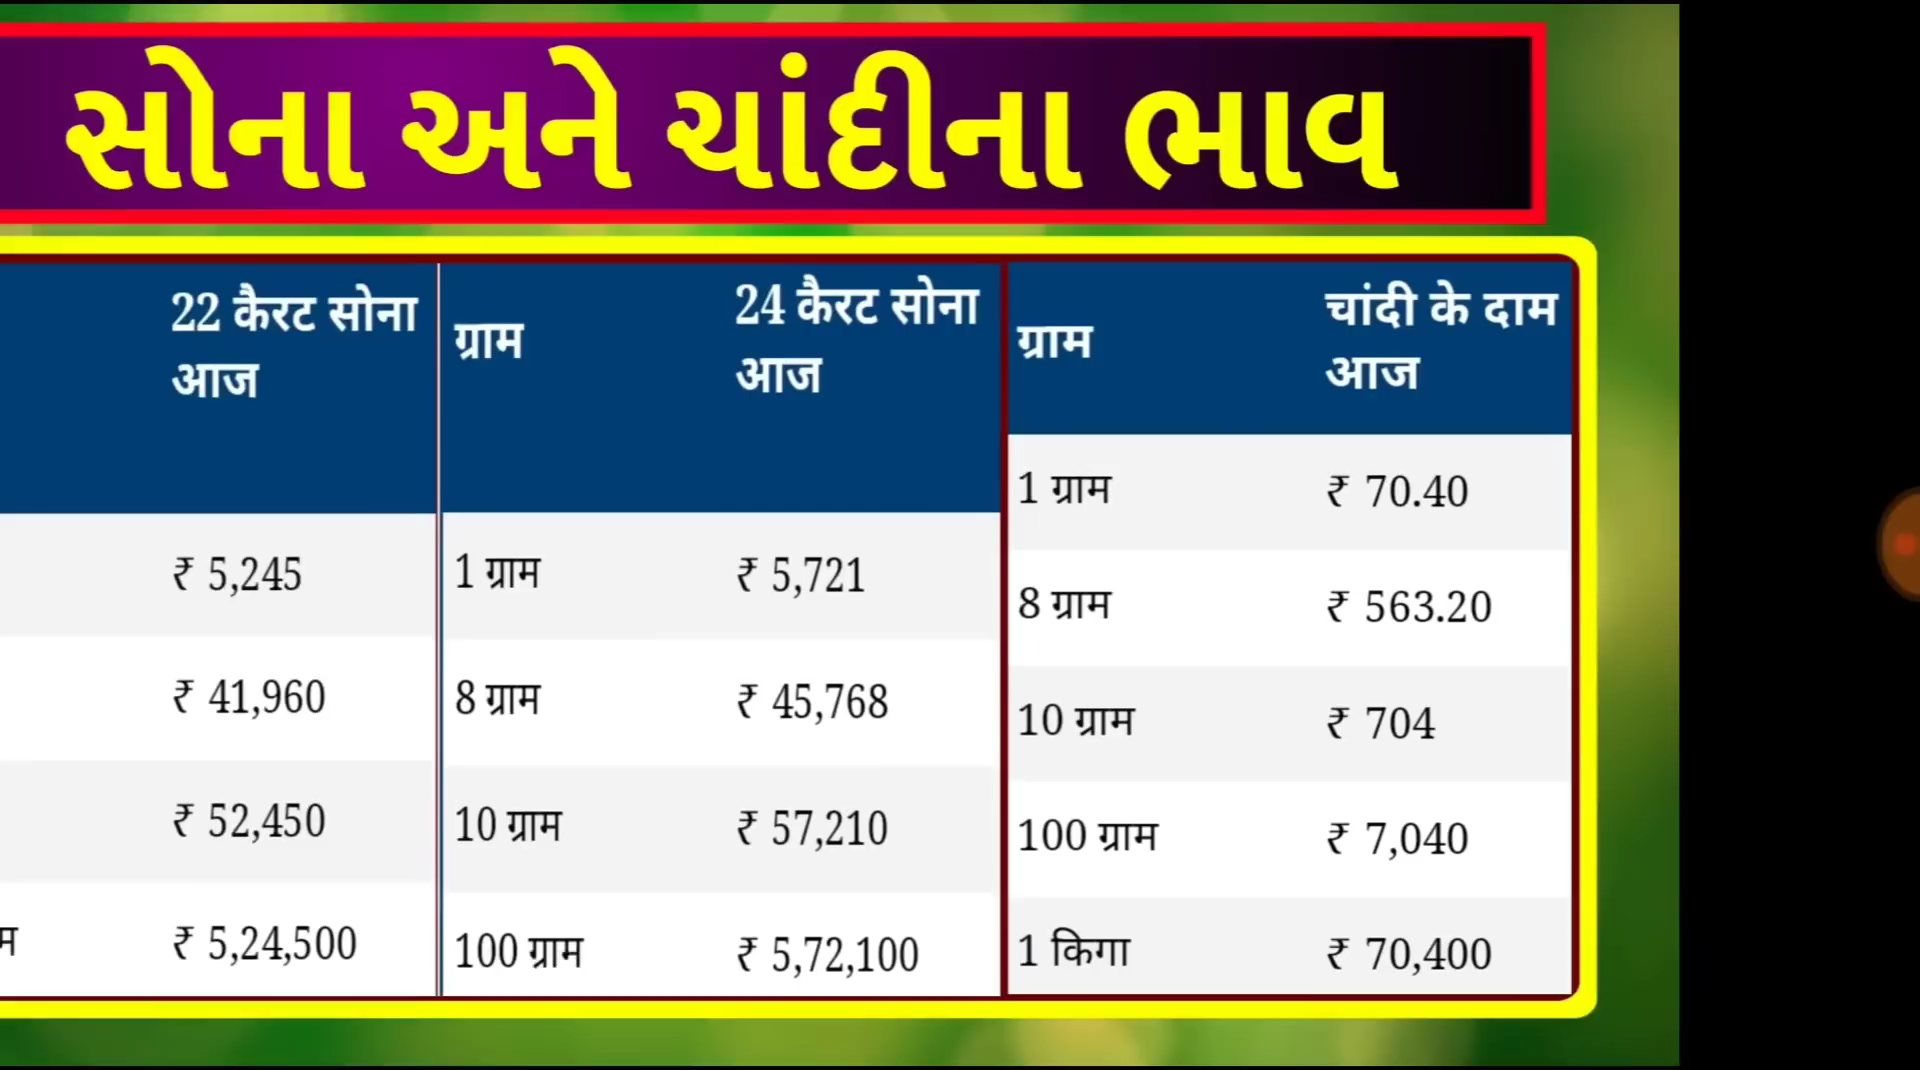 સોના અને ચાંદીના ભાવ
22 कैरट सोना
आज
₹ 5,245
₹ 41,960
₹ 52,450
म
₹ 5,24,500
ग्राम
24 कैरट सोना
आज
1 ग्राम
₹ 5,721
8 ग्राम
₹ 45,768
10 ग्राम
₹ 57,210
100 ग्राम
₹ 5,72,100
ग्राम
चांदी के दाम
आज
1 ग्राम
₹ 70.40
8 ग्राम
₹ 563.20
10 ग्राम
₹ 704
100 ग्राम
₹ 7,040
1 किगा
₹ 70,400